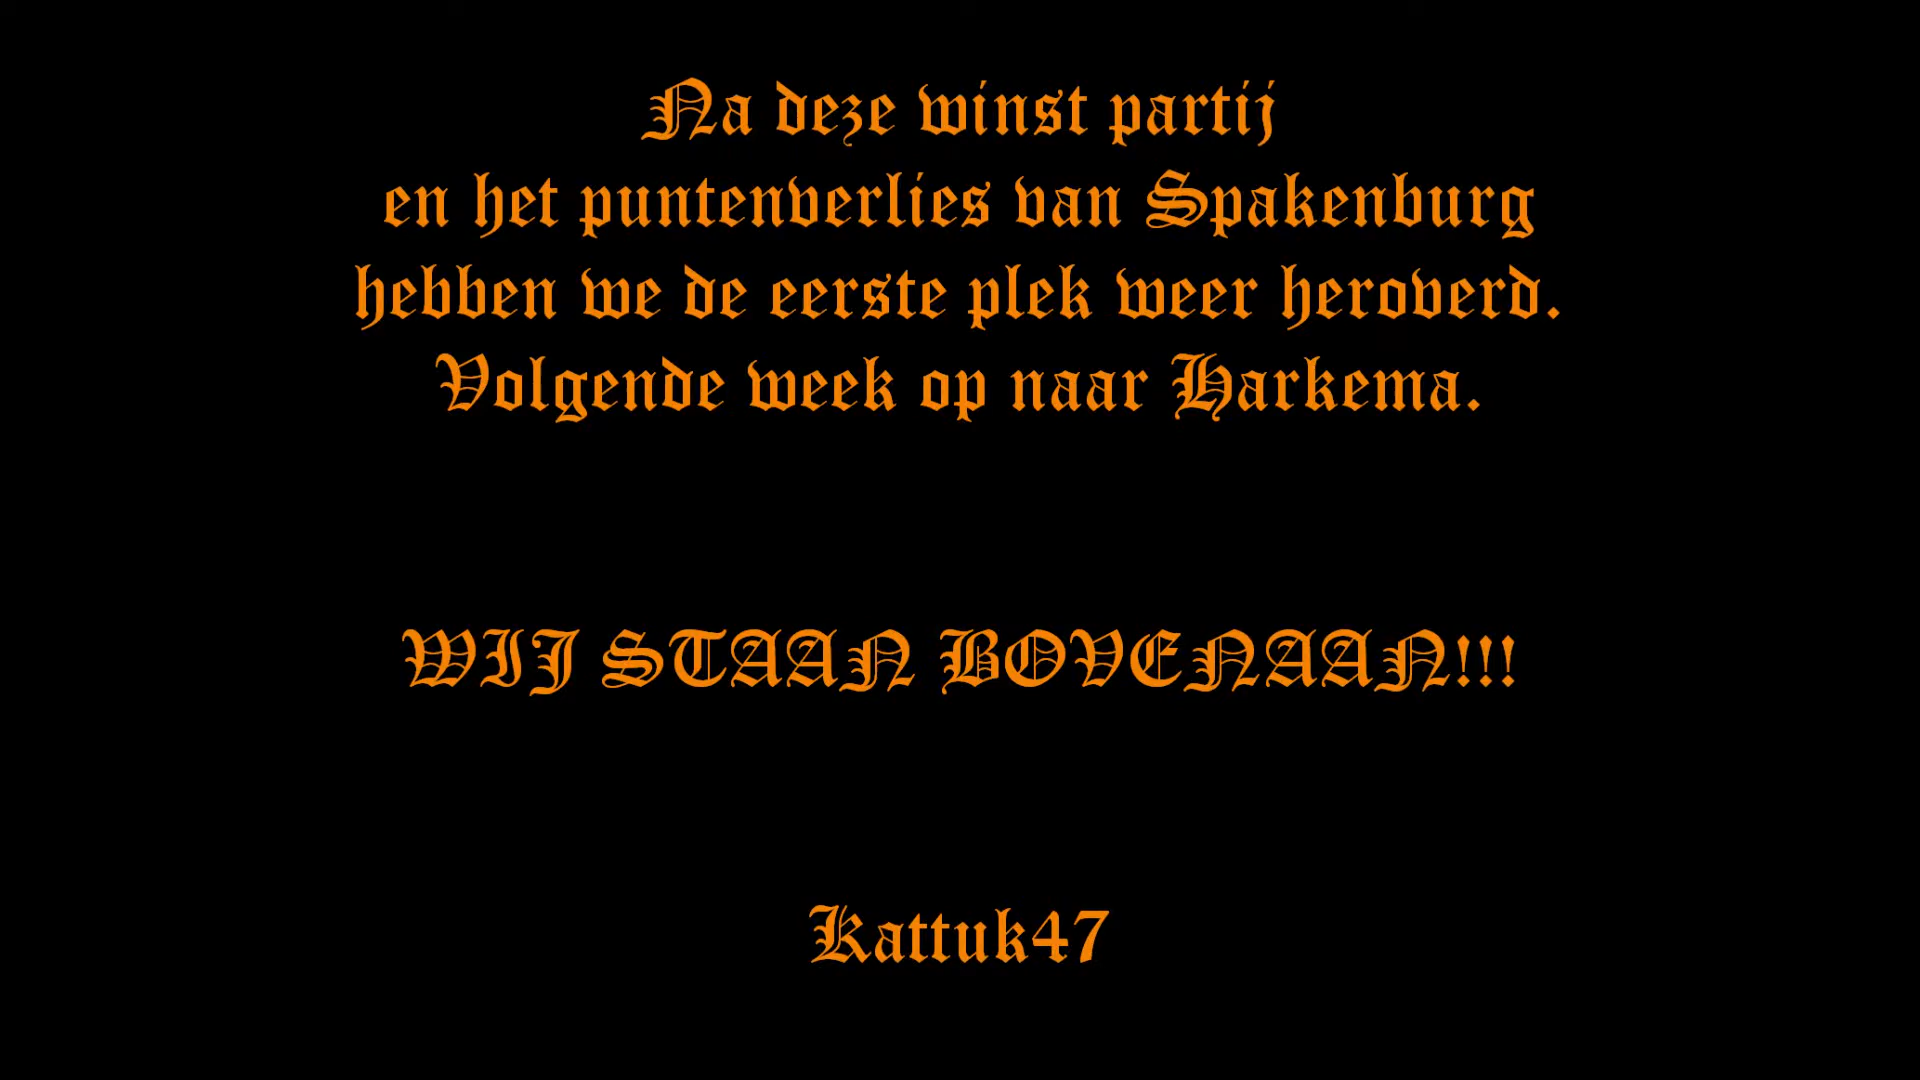 Na deze winst partij
en het puntenverlies van Spakenburg
hebben we de eerste plek weer heroverd.
Volgende week op naar Harkema.
WIJ STAAN BOVENAAN!!!
Kattuk47